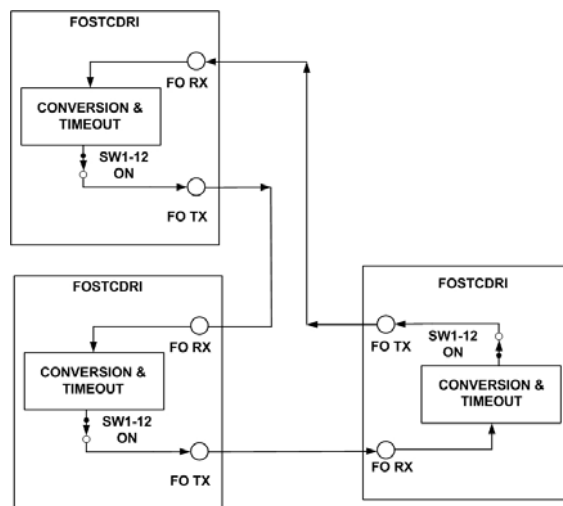 FOSTCDRI
FO RX
CONVERSION &
TIMEOUT
SW1-12
ON
FO TX
FOSTCDRI
FO RX
CONVERSION &
TIMEOUT
SW1-12
ON
FO TX
FOSTCDRI
FO TX
SW1-12
ON
CONVERSION &
TIMEOUT
FO RX